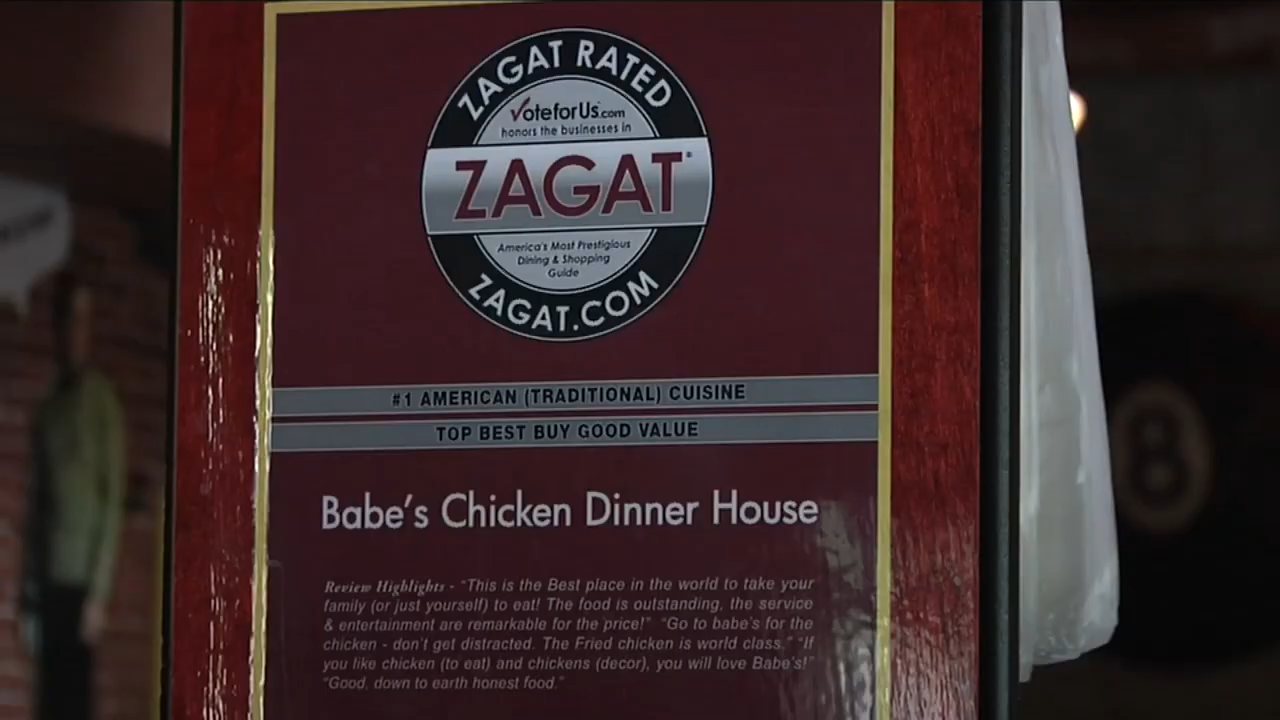 ZAGAT RATED
VoteforUs.com
honors the businesses in
ZAGAT®
America's Most Prestigious
Dining & Shopping
Guide
ZAGAT.COM
#1 AMERICAN (TRADITIONAL) CUISINE
TOP BEST BUY GOOD VALUE
Babe's Chicken Dinner House
Review Highlights - "This is the Best place in the world to take your
family (or just yourself) to eat! The food is outstanding, the service
& entertainment are remarkable for the price!" "Go to babe's for the
chicken - don't get distracted. The Fried chicken is world class." "If
you like chicken (to eat) and chickens (decor), you will love Babe's!"
"Good, down to earth honest food."
8